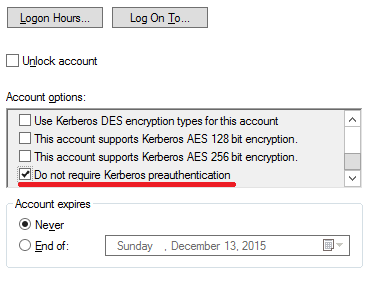 Logon Hours... Log On To...
Unlock account
Account options:
Use Kerberos DES encryption types for this account
This account supports Kerberos AES 128 bit encryption.
This account supports Kerberos AES 256 bit encryption.
Do not require Kerberos preauthentication
Account expires
Never
End of: Sunday , December 13, 2015